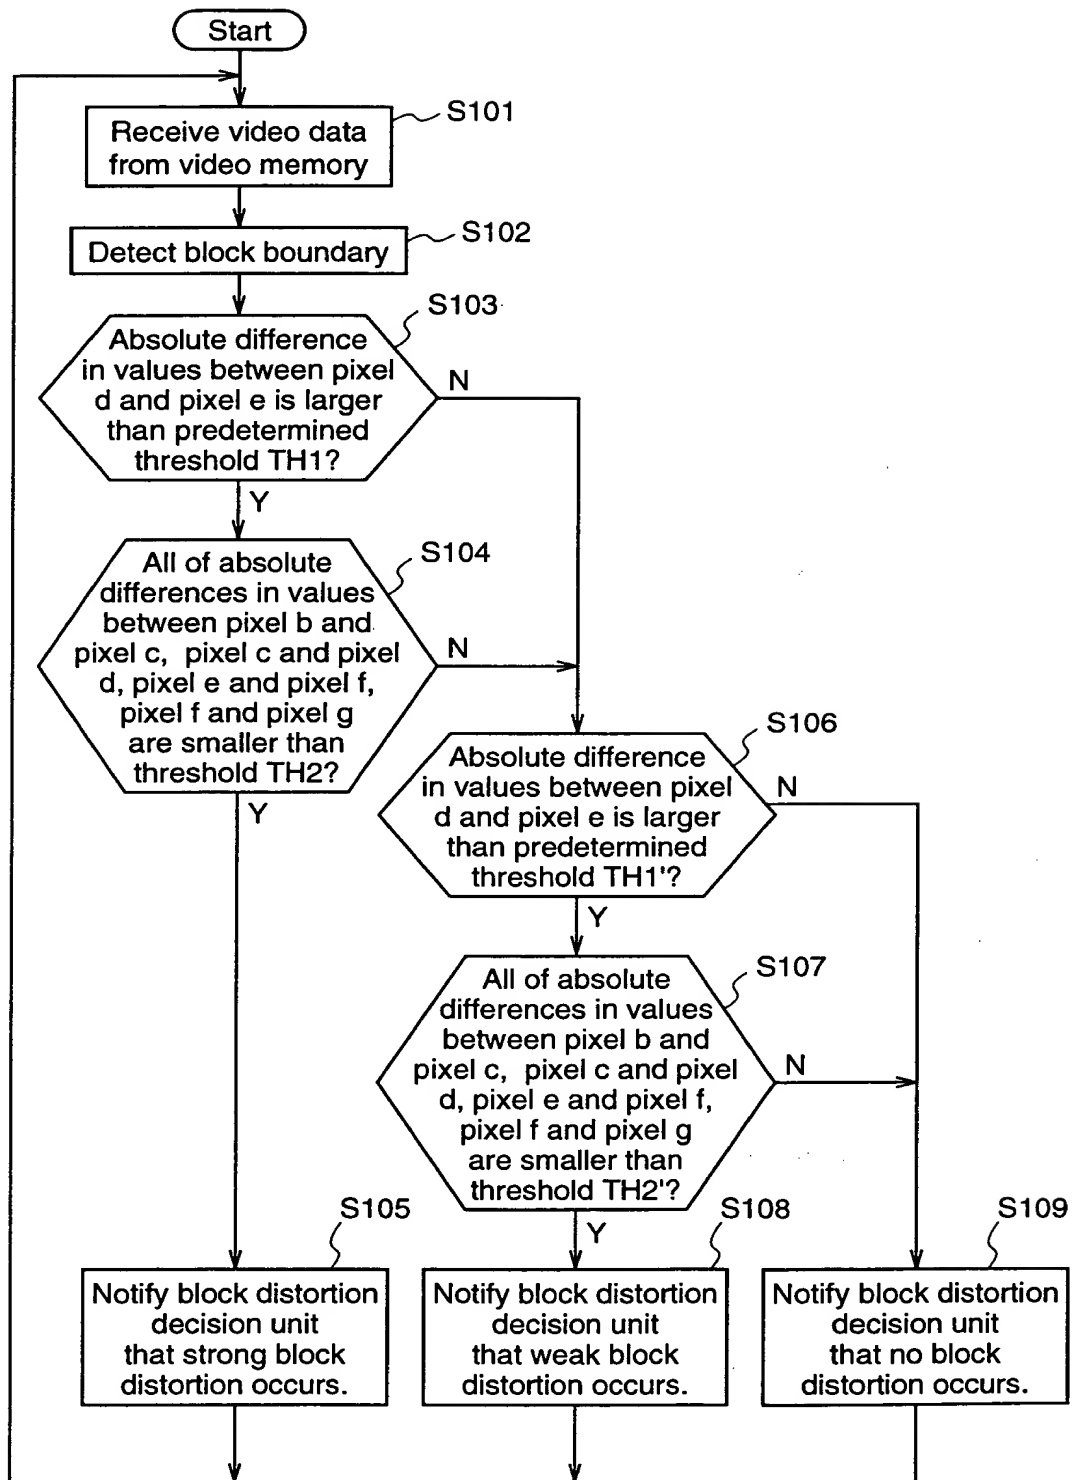 Start
S101
Receive video data
from video memory
S102
Detect block boundary
S103
Absolute difference
in values between pixel
d and pixel e is larger
than predetermined
threshold TH1?
N
Y
S104
All of absolute
differences in values
between pixel b and
pixel c, pixel c and pixel
d, pixel e and pixel f,
pixel f and pixel g
are smaller than
threshold TH2?
N
Y
S106
Absolute difference
in values between pixel
d and pixel e is larger
than predetermined
threshold TH1'?
N
Y
S107
All of absolute
differences in values
between pixel b and
pixel c, pixel c and pixel
d, pixel e and pixel f,
pixel f and pixel g
are smaller than
threshold TH2'?
N
Y
S105
Notify block distortion
decision unit
that strong block
distortion occurs.
S108
Notify block distortion
decision unit
that weak block
distortion occurs.
S109
Notify block distortion
decision unit
that no block
distortion occurs.